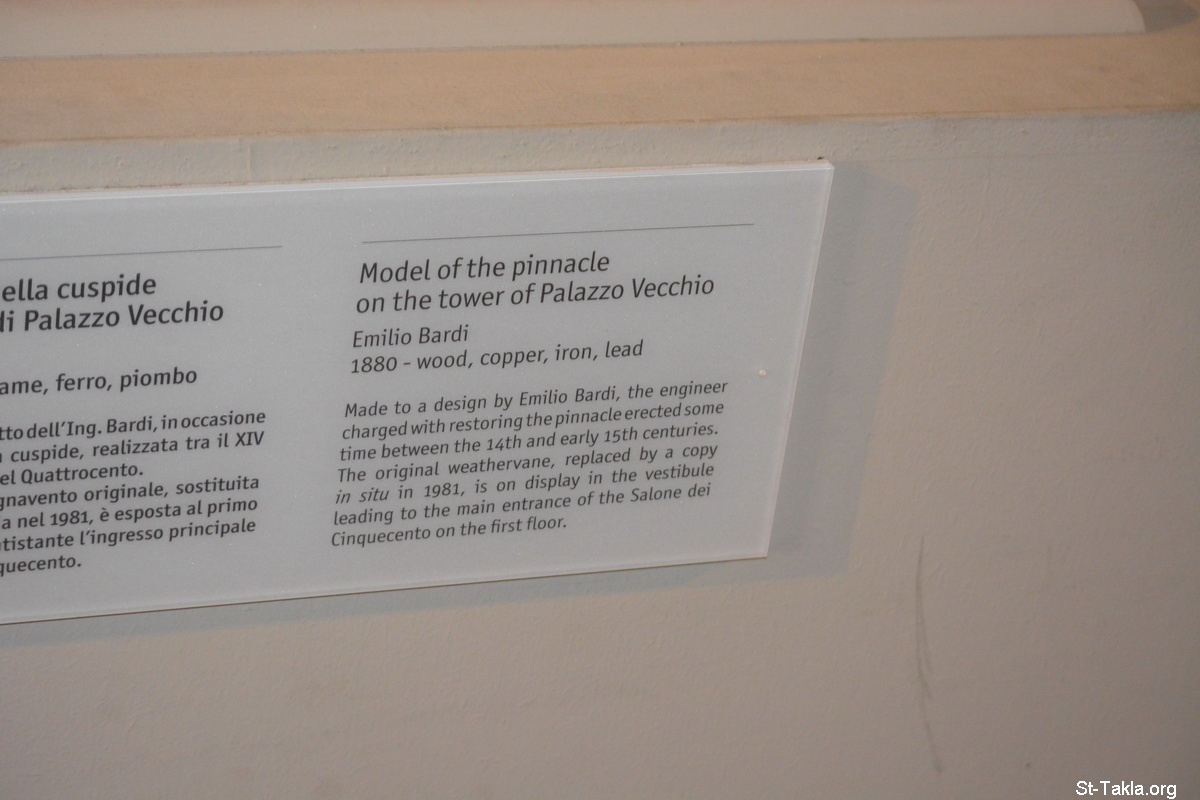 ella cuspide
di Palazzo Vecchio
ame, ferro, piombo
tto dell'Ing. Bardi, in occasione
cuspide, realizzata tra il XIV
el Quattrocento.
gnavento originale, sostituita
a nel 1981, è esposta al primo
tistante l'ingresso principale
quecento.
Model of the pinnacle
on the tower of Palazzo Vecchio
Emilio Bardi
1880 - wood, copper, iron, lead
Made to a design by Emilio Bardi, the engineer
charged with restoring the pinnacle erected some
time between the 14th and early 15th centuries.
The original weathervane, replaced by a copy
in situ in 1981, is on display in the vestibule
leading to the main entrance of the Salone dei
Cinquecento on the first floor.
St-Takla.org